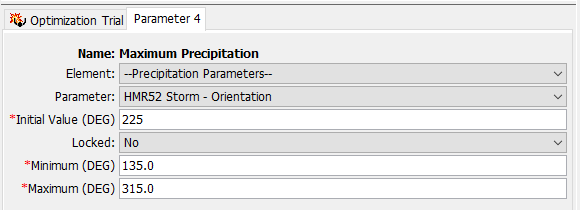 Optimization Trial Parameter 4
Name: Maximum Precipitation
Element: --Precipitation Parameters--
Parameter: HMR52 Storm - Orientation
*Initial Value (DEG) 225
Locked: No
*Minimum (DEG) 135.0
*Maximum (DEG) 315.0